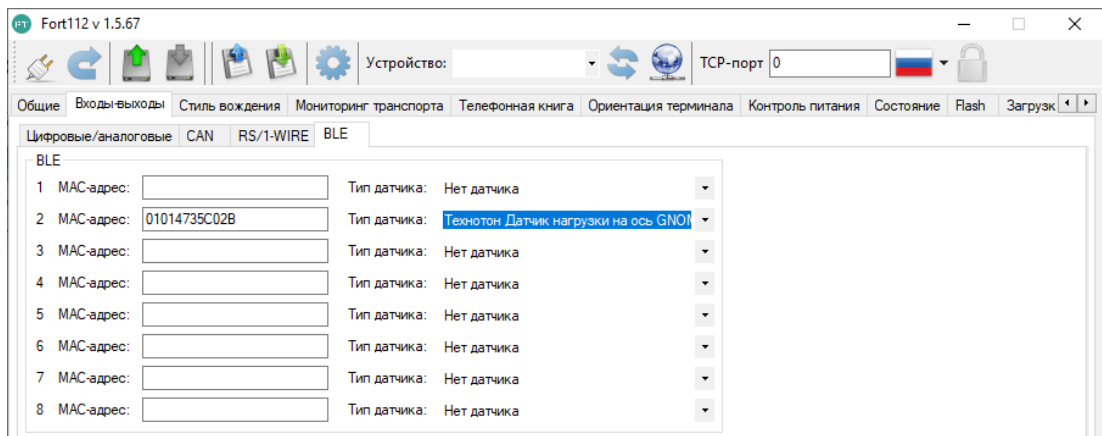 Fort112 v 1.5.67
Устройство: TCP-порт 0
Общие Входы-выходы Стиль вождения Мониторинг транспорта Телефонная книга Ориентация терминала Контроль питания Состояние Flash Загрузк
Цифровые/аналоговые CAN RS/1-WIRE BLE
BLE
1 MAC-адрес: Тип датчика: Нет датчика
2 MAC-адрес: 01014735C02B Тип датчика: Технотон Датчик нагрузки на ось GNOM
3 MAC-адрес: Тип датчика: Нет датчика
4 MAC-адрес: Тип датчика: Нет датчика
5 MAC-адрес: Тип датчика: Нет датчика
6 MAC-адрес: Тип датчика: Нет датчика
7 MAC-адрес: Тип датчика: Нет датчика
8 MAC-адрес: Тип датчика: Нет датчика